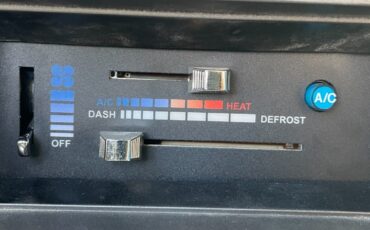 A/C HEAT
DASH DEFROST
OFF
A/C